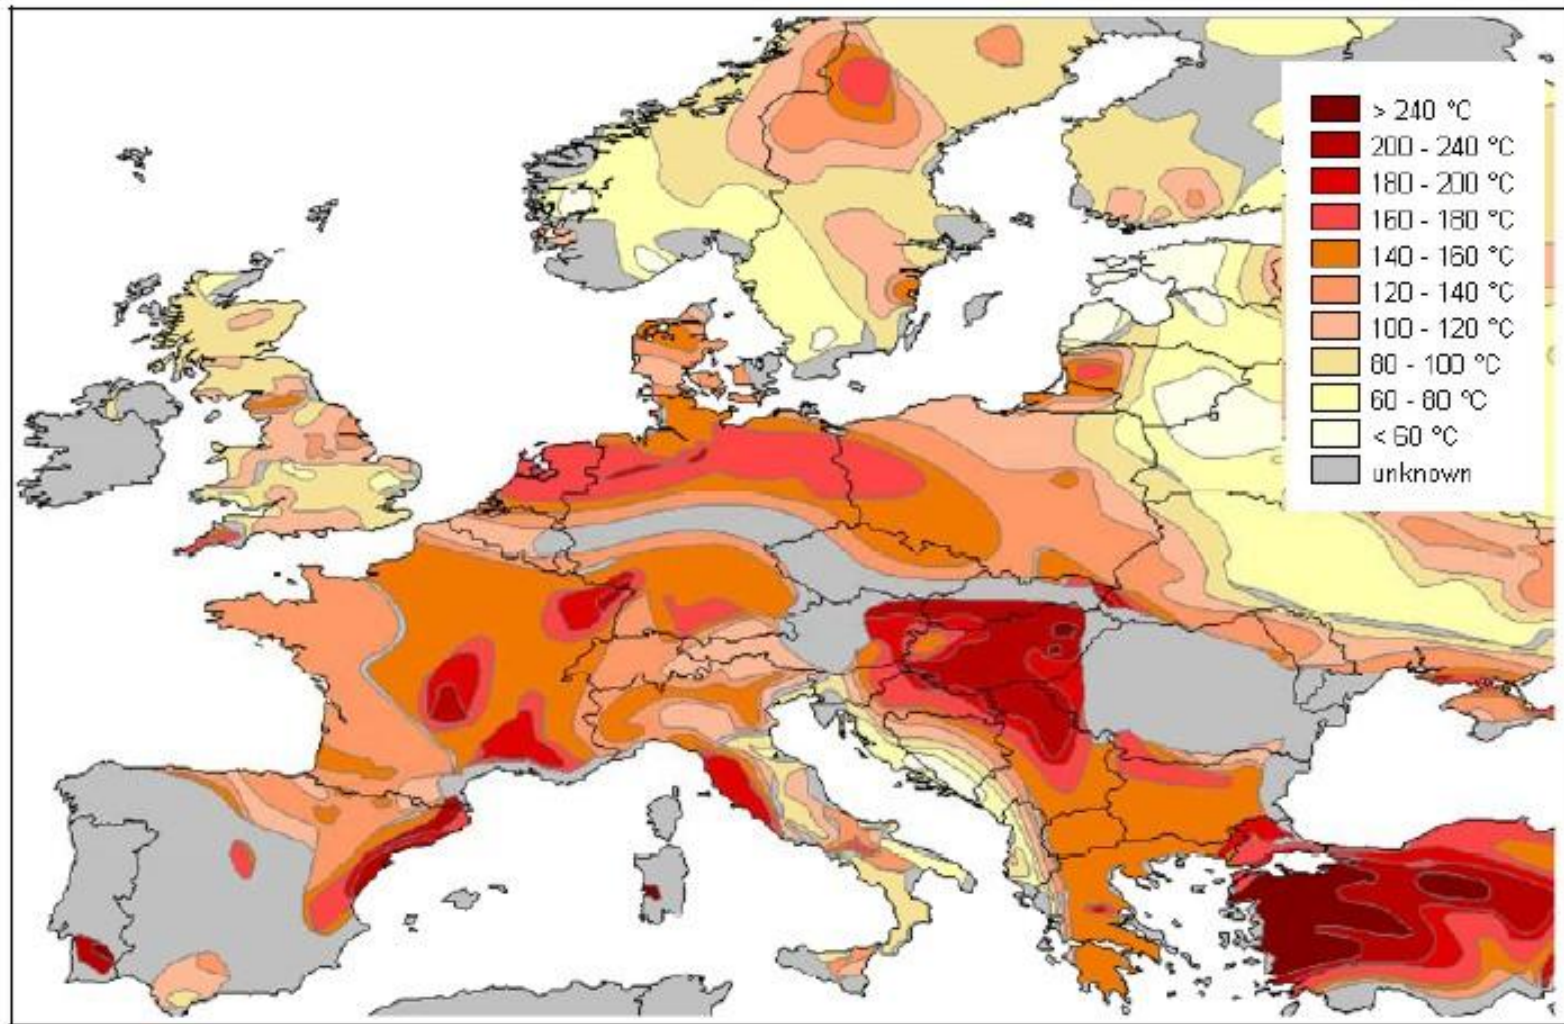 > 240 °C
200 - 240 °C
180 - 200 °C
160 - 180 °C
140 - 160 °C
120 - 140 °C
100 - 120 °C
80 - 100 °C
60 - 80 °C
< 60 °C
unknown